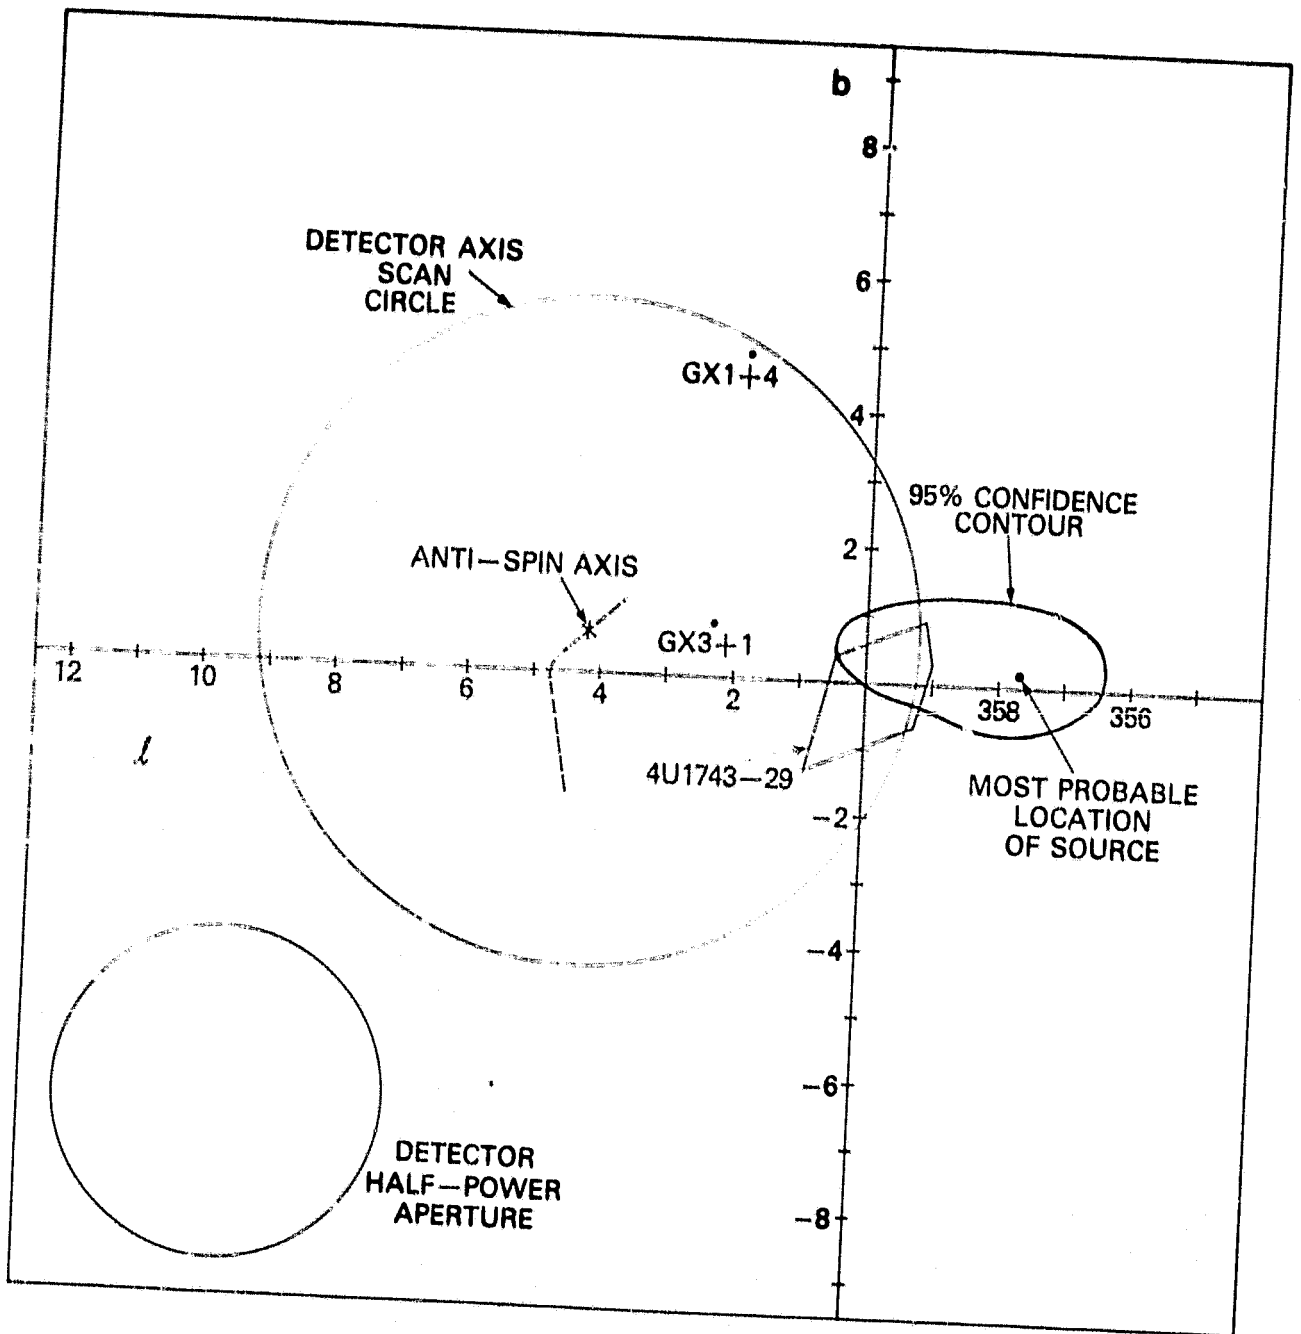 b
8
DETECTOR AXIS
SCAN
CIRCLE
6
GX1+4
4
95% CONFIDENCE
CONTOUR
2
ANTI–SPIN AXIS
GX3+1
12 10 8 6 4 2 358 356
ℓ
4U1743–29
MOST PROBABLE
LOCATION
OF SOURCE
–2
–4
–6
DETECTOR
HALF–POWER
APERTURE
–8